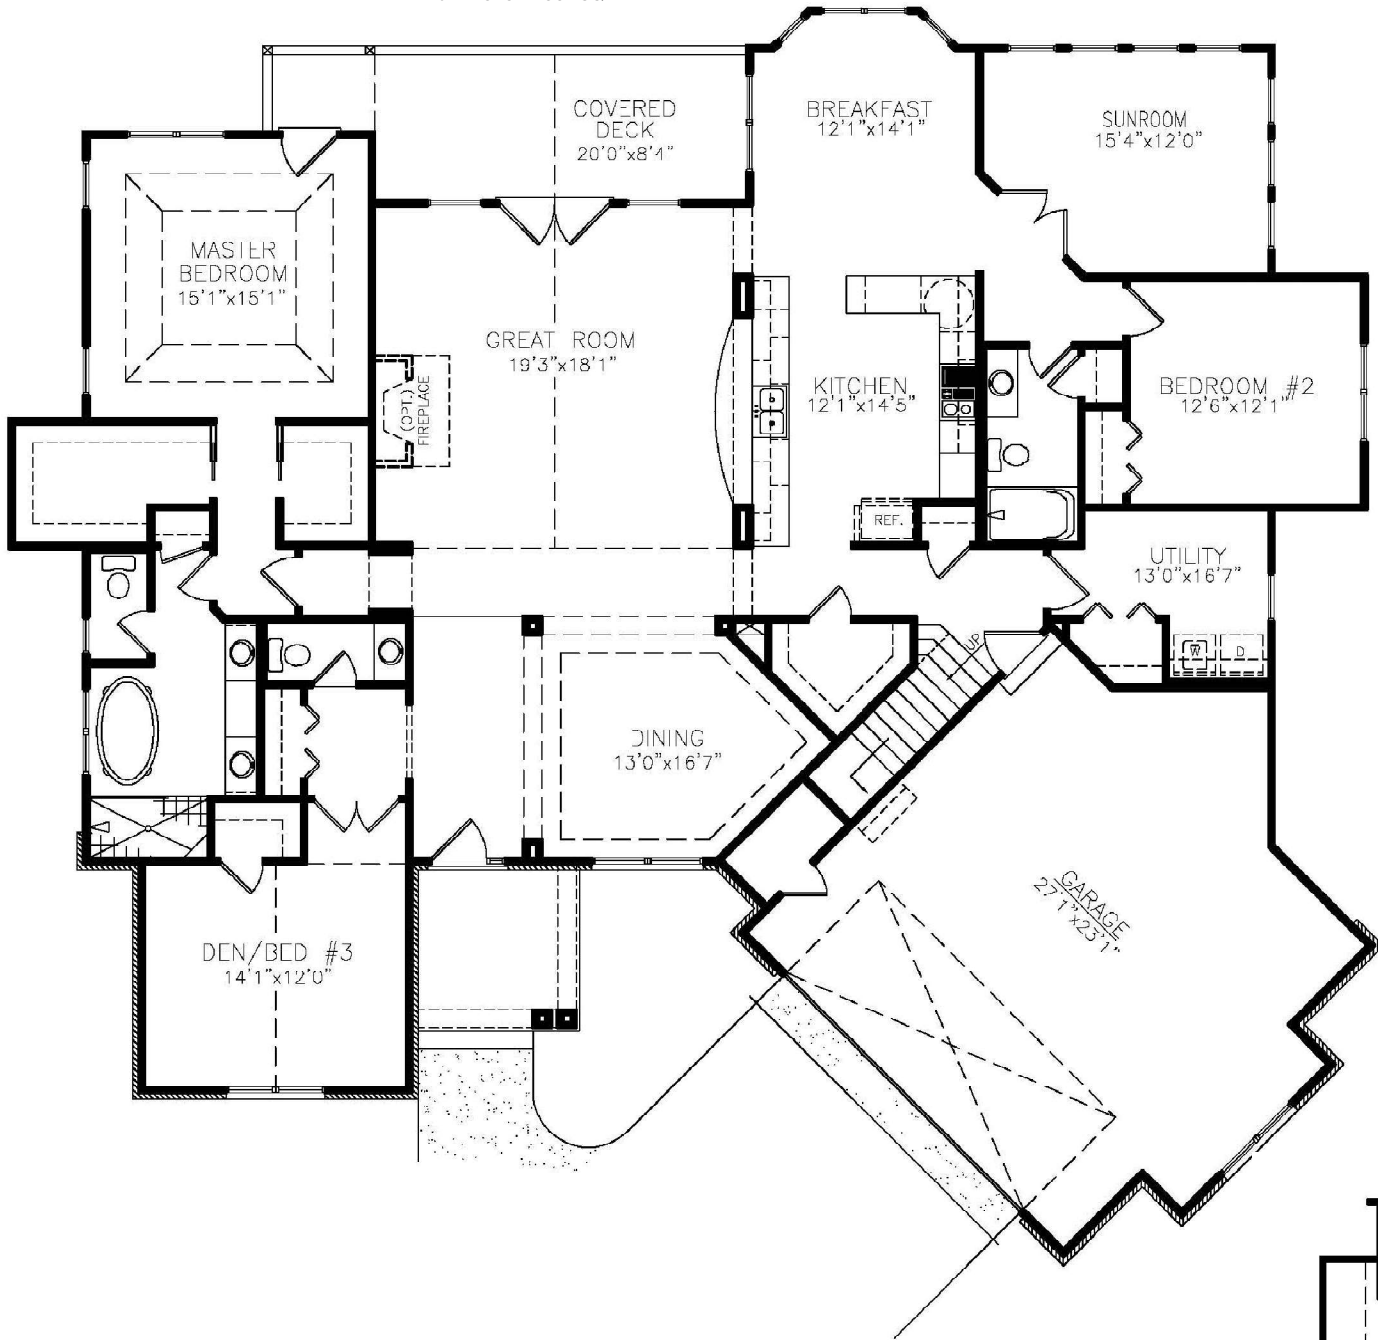 COVERED
DECK
20'0"x8'4"
BREAKFAST
12'1"x14'1"
SUNROOM
15'4"x12'0"
MASTER
BEDROOM
15'1"x15'1"
GREAT ROOM
19'3"x18'1"
(OPT.)
FIREPLACE
KITCHEN
12'1"x14'5"
BEDROOM #2
12'6"x12'1"
REF.
UTILITY
13'0"x16'7"
UP
W
D
DINING
13'0"x16'7"
GARAGE
27'1"x23'1"
DEN/BED #3
14'1"x12'0"